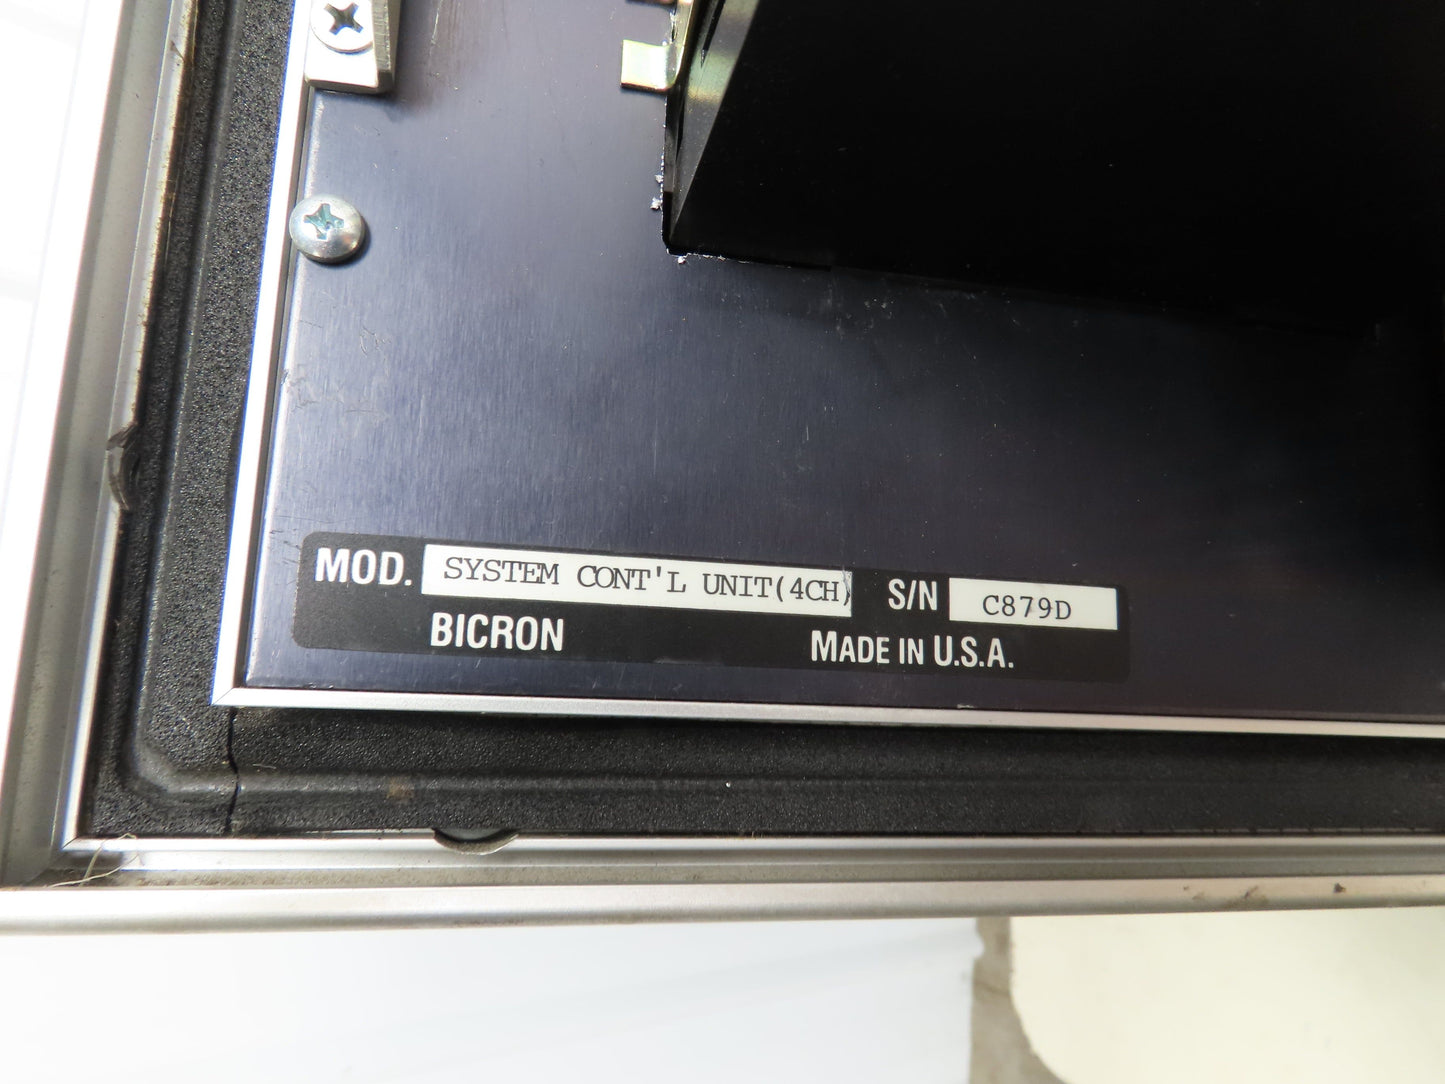 MOD. SYSTEM CONT'L UNIT(4CH) S/N C879D
BICRON MADE IN U.S.A.